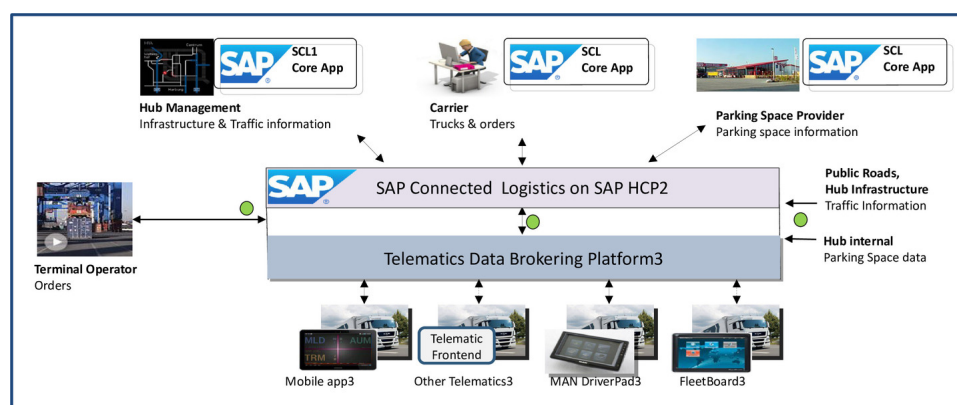 SAP
SCL1
Core App
SAP
SCL
Core App
SAP
SCL
Core App
Hub Management
Infrastructure & Traffic information
Carrier
Trucks & orders
Parking Space Provider
Parking space information
SAP
SAP Connected Logistics on SAP HCP2
Public Roads,
Hub Infrastructure
Traffic Information
Hub internal
Parking Space data
Terminal Operator
Orders
Telematics Data Brokering Platform3
MLD AUM
TRM
Telematic
Frontend
Mobile app3
Other Telematics3
MAN DriverPad3
FleetBoard3